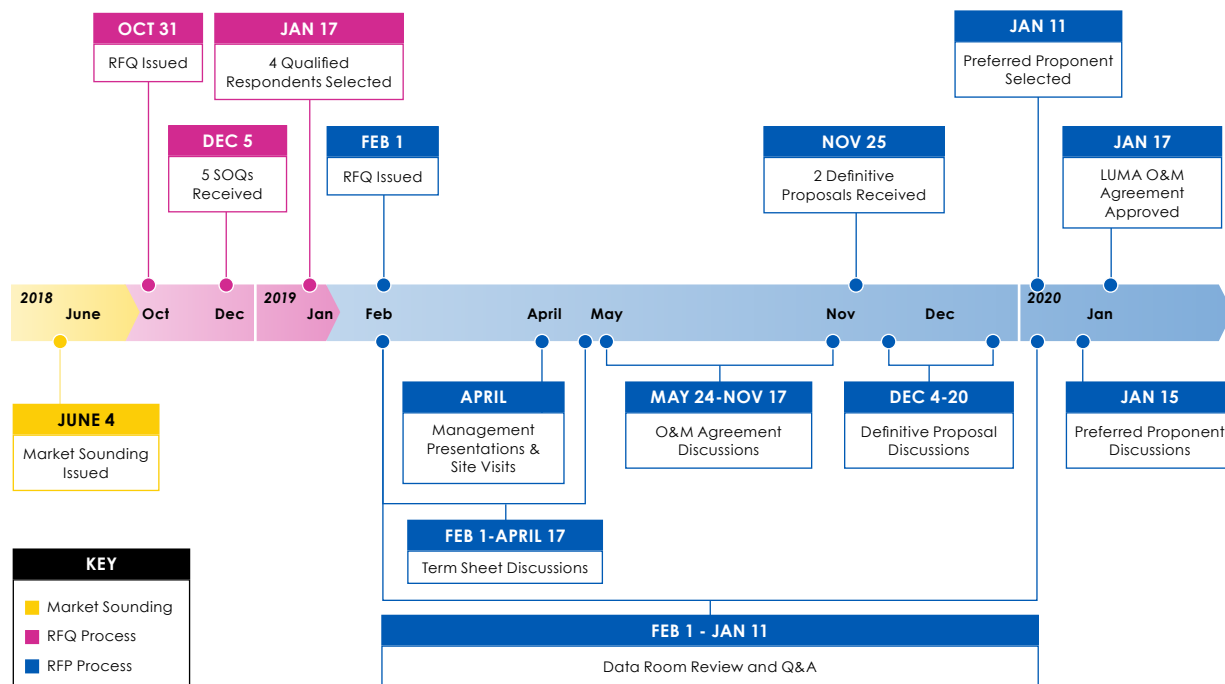 OCT 31
RFQ Issued
JAN 17
4 Qualified
Respondents Selected
JAN 11
Preferred Proponent
Selected
DEC 5
5 SOQs
Received
FEB 1
RFQ Issued
NOV 25
2 Definitive
Proposals Received
JAN 17
LUMA O&M
Agreement
Approved
2018
June
Oct
Dec
2019
Jan
Feb
April
May
Nov
Dec
2020
Jan
JUNE 4
Market Sounding
Issued
APRIL
Management
Presentations &
Site Visits
MAY 24-NOV 17
O&M Agreement
Discussions
DEC 4-20
Definitive Proposal
Discussions
JAN 15
Preferred Proponent
Discussions
FEB 1-APRIL 17
Term Sheet Discussions
KEY
Market Sounding
RFQ Process
RFP Process
FEB 1 - JAN 11
Data Room Review and Q&A